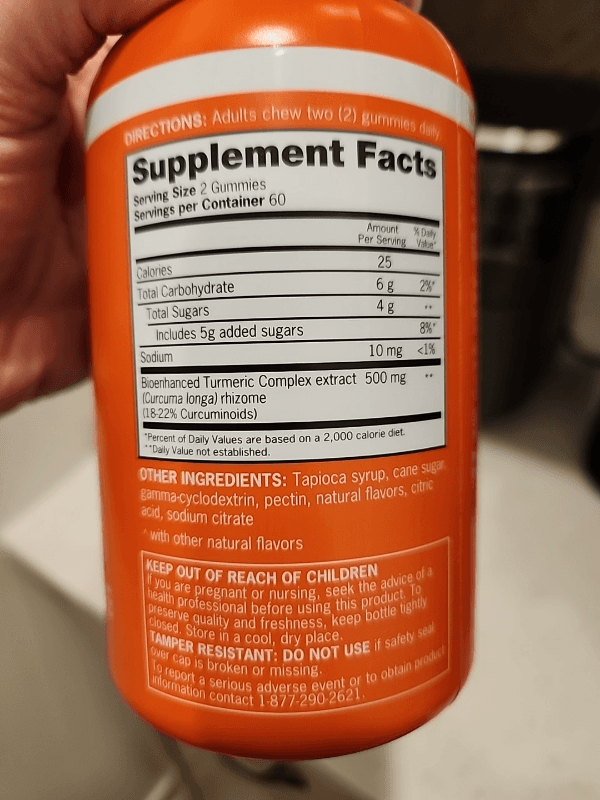 DIRECTIONS: Adults chew two (2) gummies daily.
Supplement Facts
Serving Size 2 Gummies
Servings per Container 60
Amount Per Serving % Daily Value*
Calories 25
Total Carbohydrate 6 g 2%*
Total Sugars 4 g **
Includes 5g added sugars 8%*
Sodium 10 mg <1%
Bioenhanced Turmeric Complex extract 500 mg **
(Curcuma longa) rhizome
(18-22% Curcuminoids)
*Percent of Daily Values are based on a 2,000 calorie diet.
**Daily Value not established.
OTHER INGREDIENTS: Tapioca syrup, cane sugar,
gamma-cyclodextrin, pectin, natural flavors, citric
acid, sodium citrate
^ with other natural flavors
KEEP OUT OF REACH OF CHILDREN
If you are pregnant or nursing, seek the advice of a
health professional before using this product. To
preserve quality and freshness, keep bottle tightly
closed. Store in a cool, dry place.
TAMPER RESISTANT: DO NOT USE if safety seal
over cap is broken or missing.
To report a serious adverse event or to obtain product
information contact 1-877-290-2621.